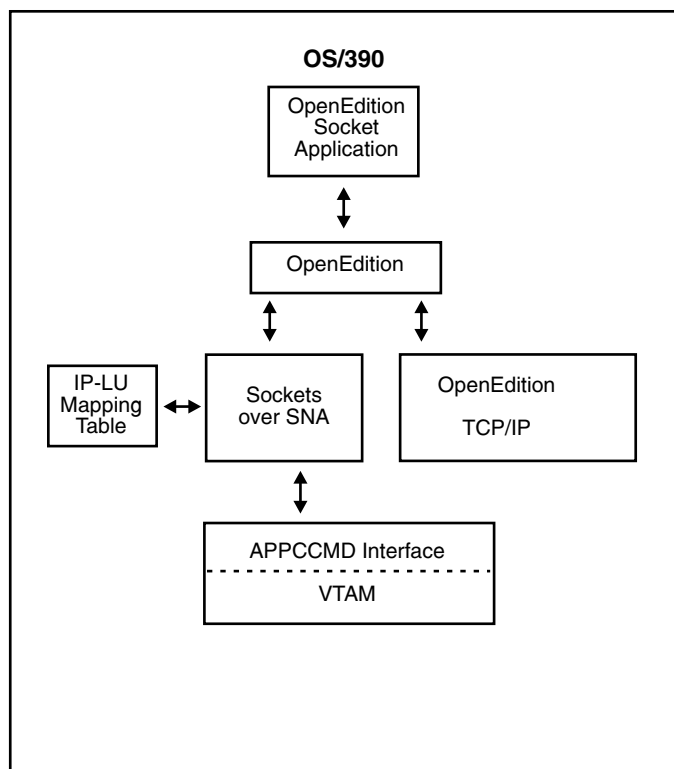 OS/390
OpenEdition
Socket
Application
OpenEdition
IP-LU
Mapping
Table
Sockets
over SNA
OpenEdition
TCP/IP
APPCCMD Interface
VTAM